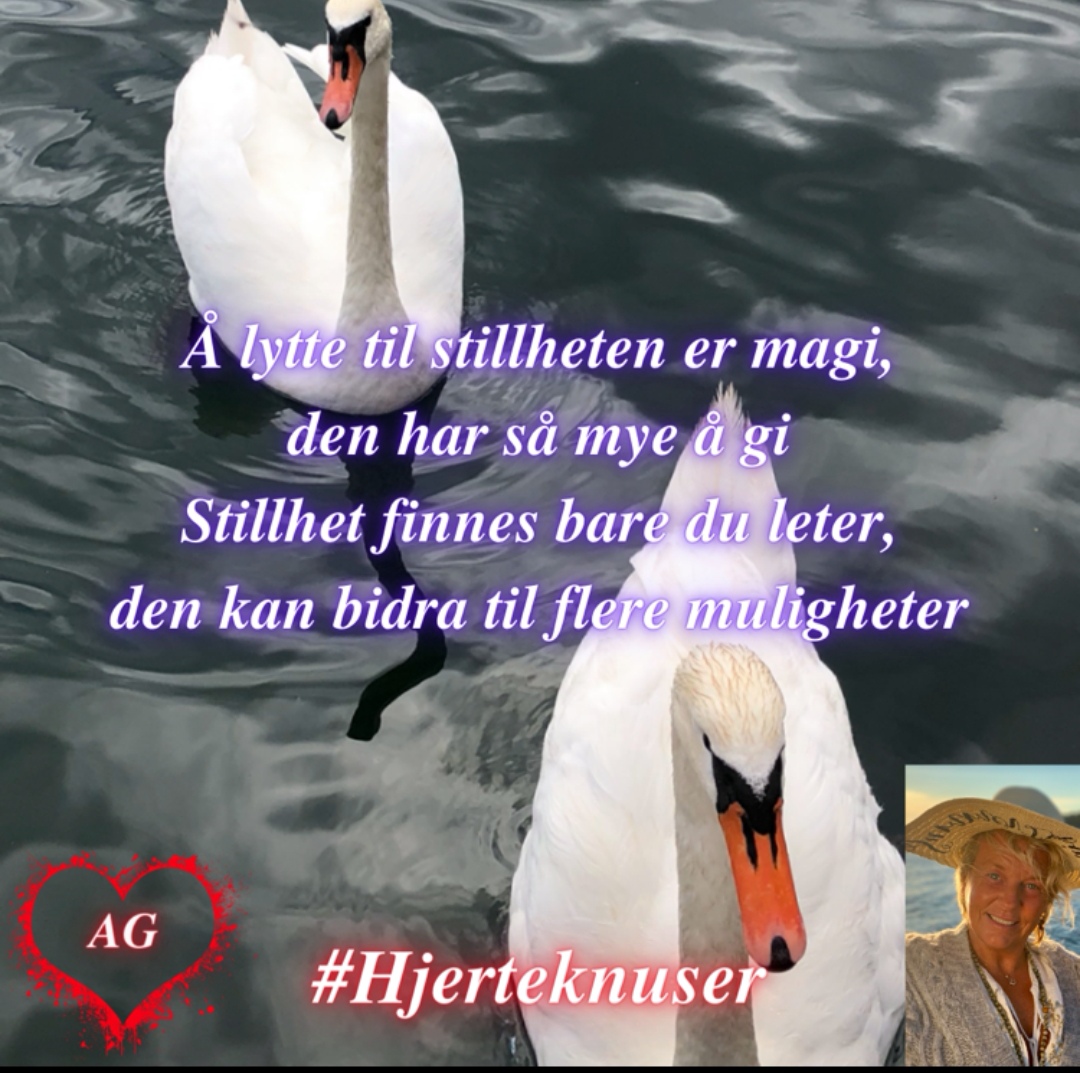 Å lytte til stillheten er magi,
den har så mye å gi
Stillhet finnes bare du leter,
den kan bidra til flere muligheter
AG
#Hjerteknuser